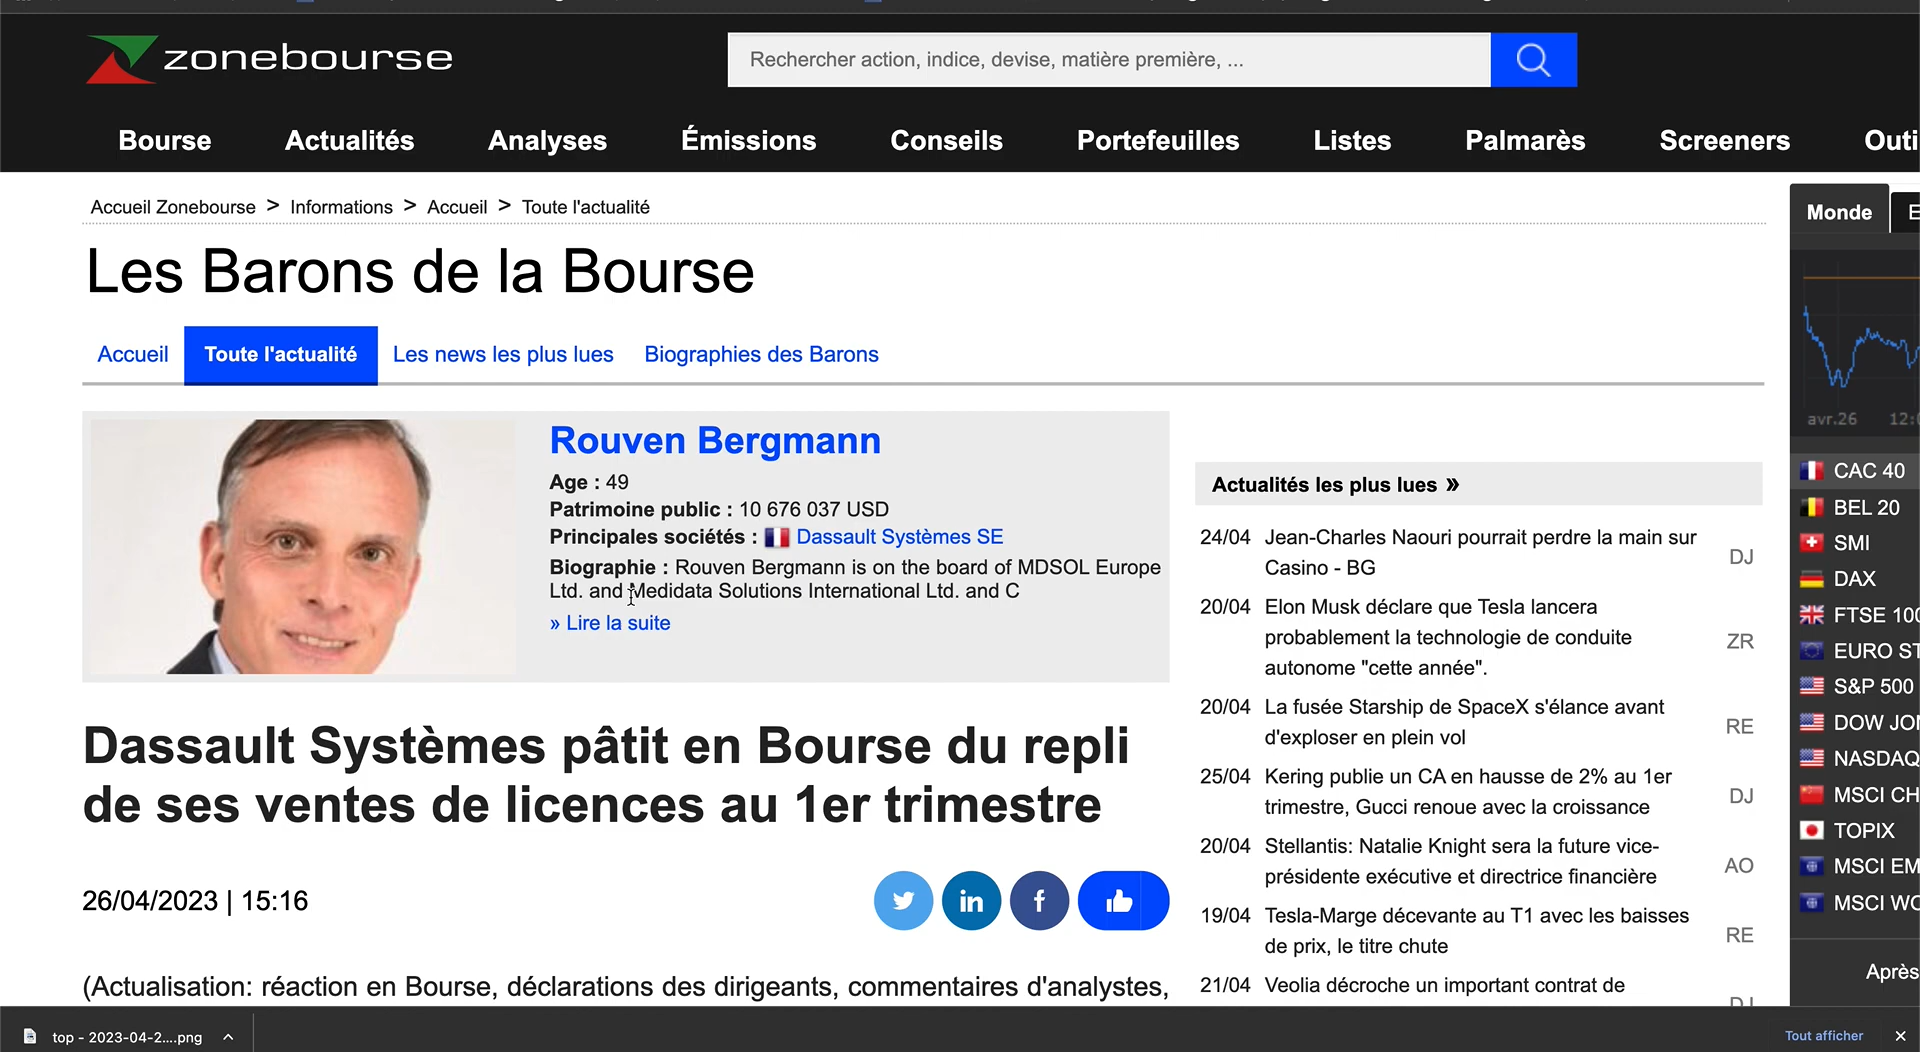 zonebourse
Rechercher action, indice, devise, matière première, ...
Bourse Actualités Analyses Émissions Conseils Portefeuilles Listes Palmarès Screeners
Accueil Zonebourse > Informations > Accueil > Toute l'actualité
Les Barons de la Bourse
Accueil Toute l'actualité Les news les plus lues Biographies des Barons
Rouven Bergmann
Age : 49
Patrimoine public : 10 676 037 USD
Principales sociétés : Dassault Systèmes SE
Biographie : Rouven Bergmann is on the board of MDSOL Europe
Ltd. and Medidata Solutions International Ltd. and C
» Lire la suite
Dassault Systèmes pâtit en Bourse du repli
de ses ventes de licences au 1er trimestre
26/04/2023 | 15:16
in f
(Actualisation: réaction en Bourse, déclarations des dirigeants, commentaires d'analystes,
Actualités les plus lues »
24/04 Jean-Charles Naouri pourrait perdre la main sur
Casino - BG DJ
20/04 Elon Musk déclare que Tesla lancera
probablement la technologie de conduite ZR
autonome "cette année".
20/04 La fusée Starship de SpaceX s'élance avant
d'exploser en plein vol RE
25/04 Kering publie un CA en hausse de 2% au 1er
trimestre, Gucci renoue avec la croissance DJ
20/04 Stellantis: Natalie Knight sera la future vice-
présidente exécutive et directrice financière AO
19/04 Tesla-Marge décevante au T1 avec les baisses
de prix, le titre chute RE
21/04 Veolia décroche un important contrat de
Monde
avr.26
CAC 40
BEL 20
SMI
DAX
FTSE 100
EURO ST
S&P 500
DOW JO
NASDAQ
MSCI CH
TOPIX
MSCI EM
MSCI WO
Après
top - 2023-04-2....png
Tout afficher